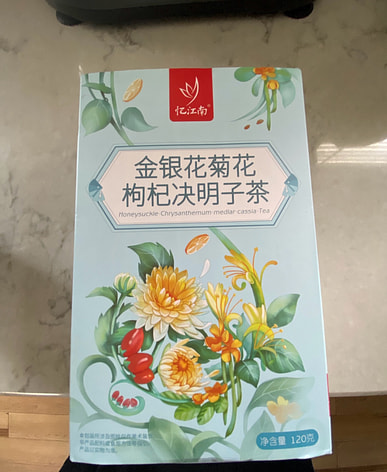 忆江南®
金银花菊花
枸杞决明子茶
Honeysuckle-Chrysanthemum-medlar-cassia-Tea
净含量 120克